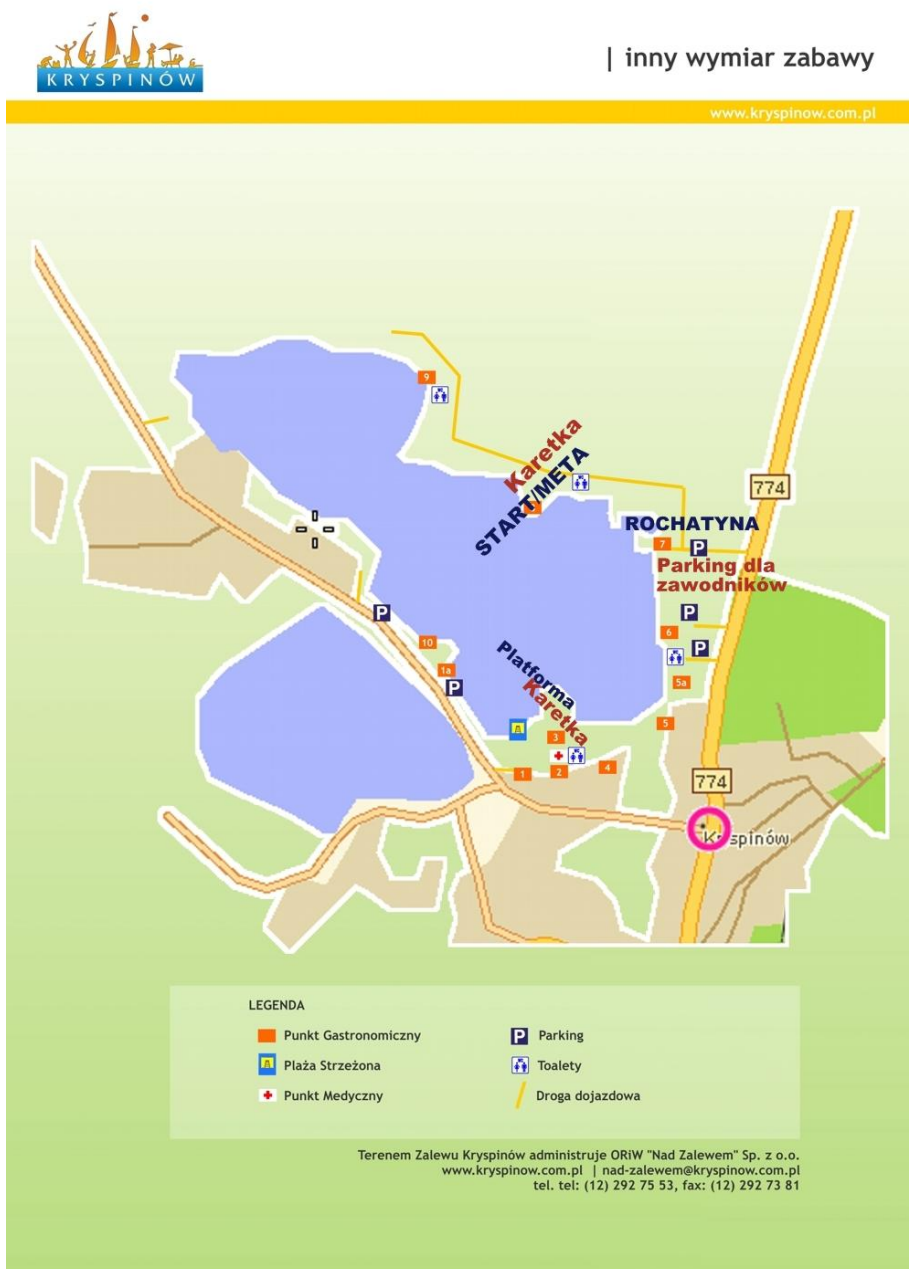 KRYSPINÓW
| inny wymiar zabawy
www.kryspinow.com.pl
9
Karetka
START/META
774
ROCHATYNA
7
P
Parking dla
zawodników
P
P
6
P
10
1a
P
5a
Platforma
Karetka
5
3
1
2
4
774
Kryspinów
LEGENDA
Punkt Gastronomiczny
Plaża Strzeżona
Punkt Medyczny
P Parking
Toalety
Droga dojazdowa
Terenem Zalewu Kryspinów administruje ORiW "Nad Zalewem" Sp. z o.o.
www.kryspinow.com.pl | nad-zalewem@kryspinow.com.pl
tel. tel: (12) 292 75 53, fax: (12) 292 73 81